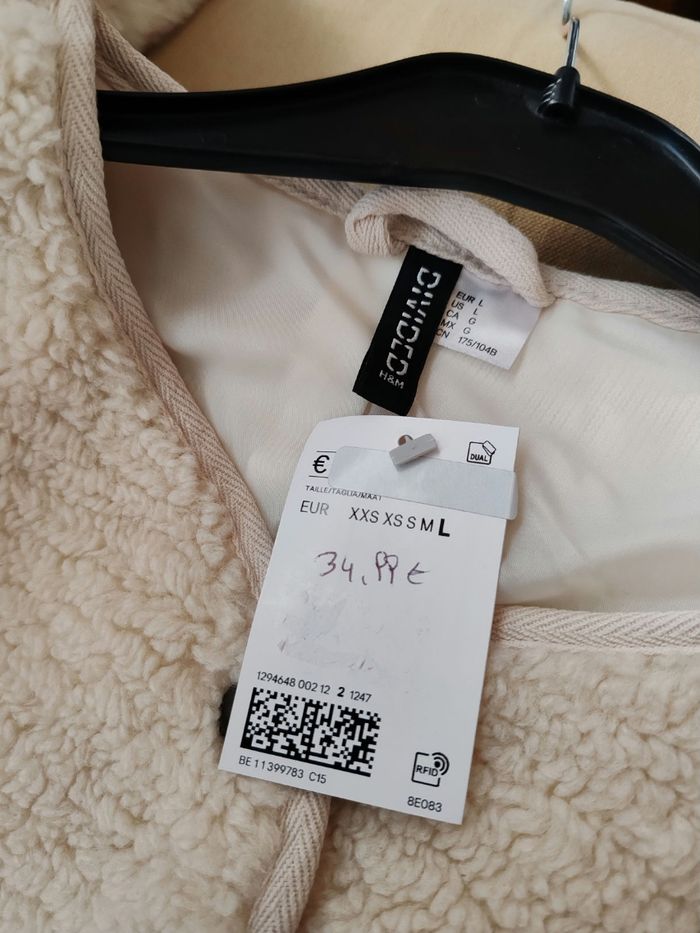 DIVIDED
H&M
EUR L
US L
CA G
MX G
CN 175/104B
€
DUAL
TAILLE/TAGLIA/MAAT
EUR XXS XS S M L
34,99 €
1294648 002 12 2 1247
BE 11399783 C15
RFID
8E083